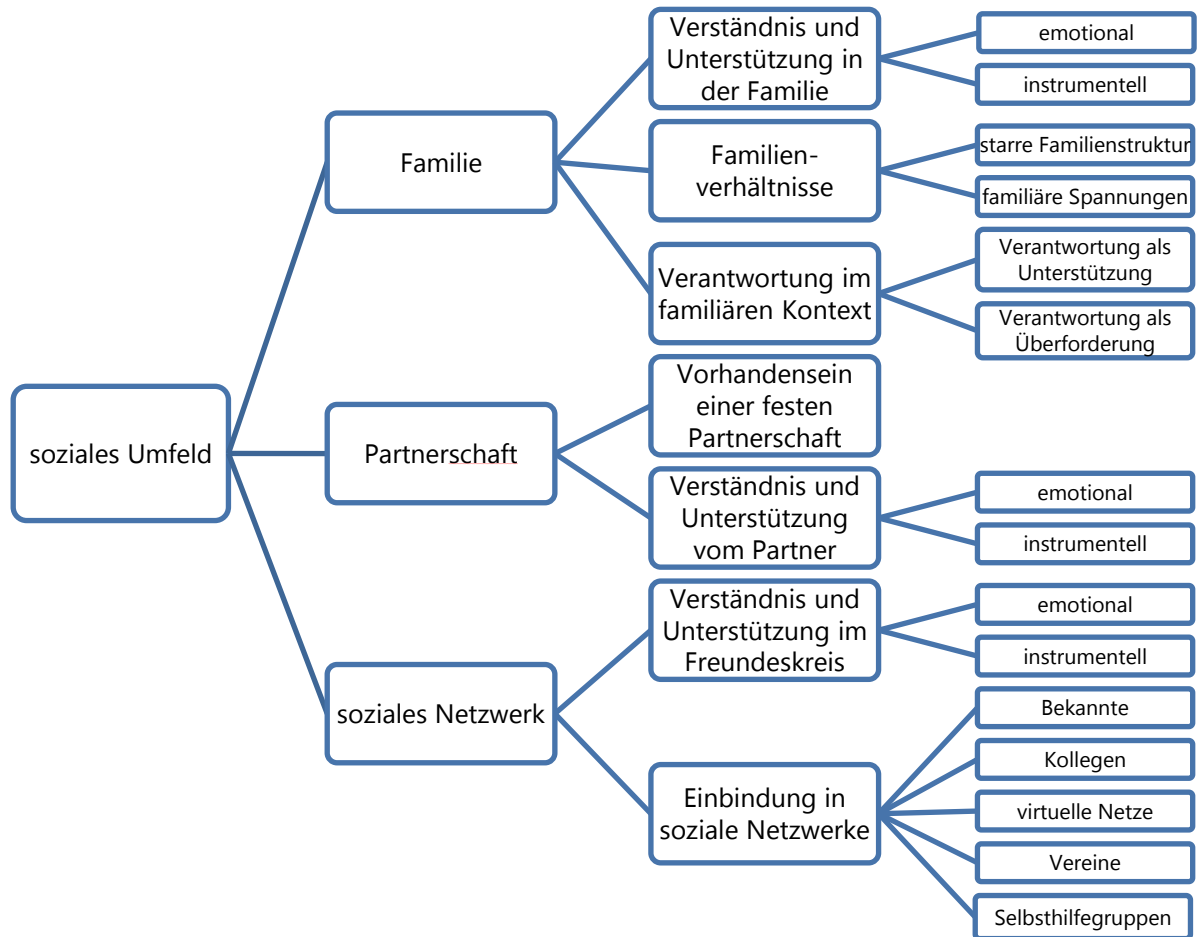 soziales Umfeld
Familie
Verständnis und
Unterstützung in
der Familie
emotional
instrumentell
Familien-
verhältnisse
starre Familienstruktur
familiäre Spannungen
Verantwortung im
familiären Kontext
Verantwortung als
Unterstützung
Verantwortung als
Überforderung
Partnerschaft
Vorhandensein
einer festen
Partnerschaft
Verständnis und
Unterstützung
vom Partner
emotional
instrumentell
soziales Netzwerk
Verständnis und
Unterstützung im
Freundeskreis
emotional
instrumentell
Einbindung in
soziale Netzwerke
Bekannte
Kollegen
virtuelle Netze
Vereine
Selbsthilfegruppen